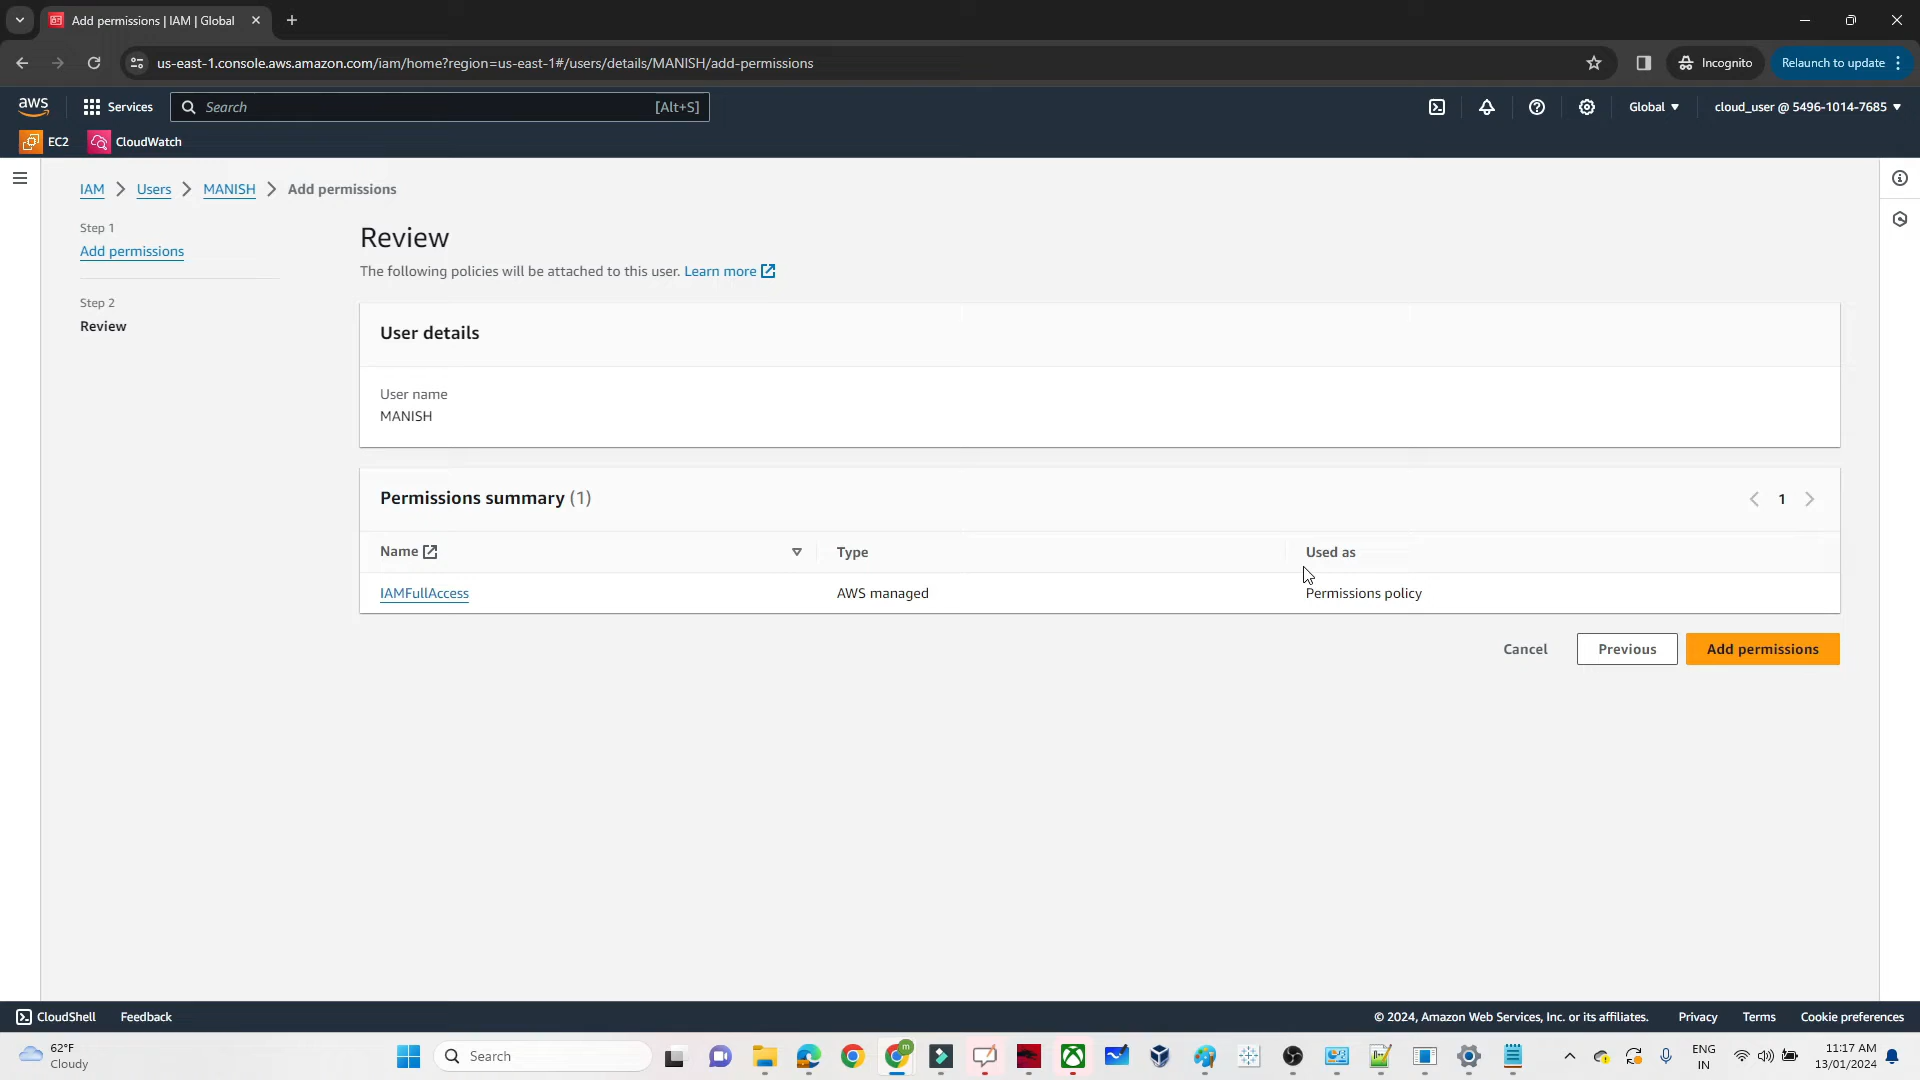 Add permissions | IAM | Global
us-east-1.console.aws.amazon.com/iam/home?region=us-east-1#/users/details/MANISH/add-permissions
Incognito
Relaunch to update
aws
Services
Search
[Alt+S]
Global
cloud_user @ 5496-1014-7685
EC2
CloudWatch
IAM
Users
MANISH
Add permissions
Step 1
Add permissions
Step 2
Review
Review
The following policies will be attached to this user. Learn more
User details
User name
MANISH
Permissions summary (1)
1
Name
Type
Used as
IAMFullAccess
AWS managed
Permissions policy
Cancel
Previous
Add permissions
CloudShell
Feedback
© 2024, Amazon Web Services, Inc. or its affiliates.
Privacy
Terms
Cookie preferences
62°F
Cloudy
Search
m
ENG
IN
11:17 AM
13/01/2024